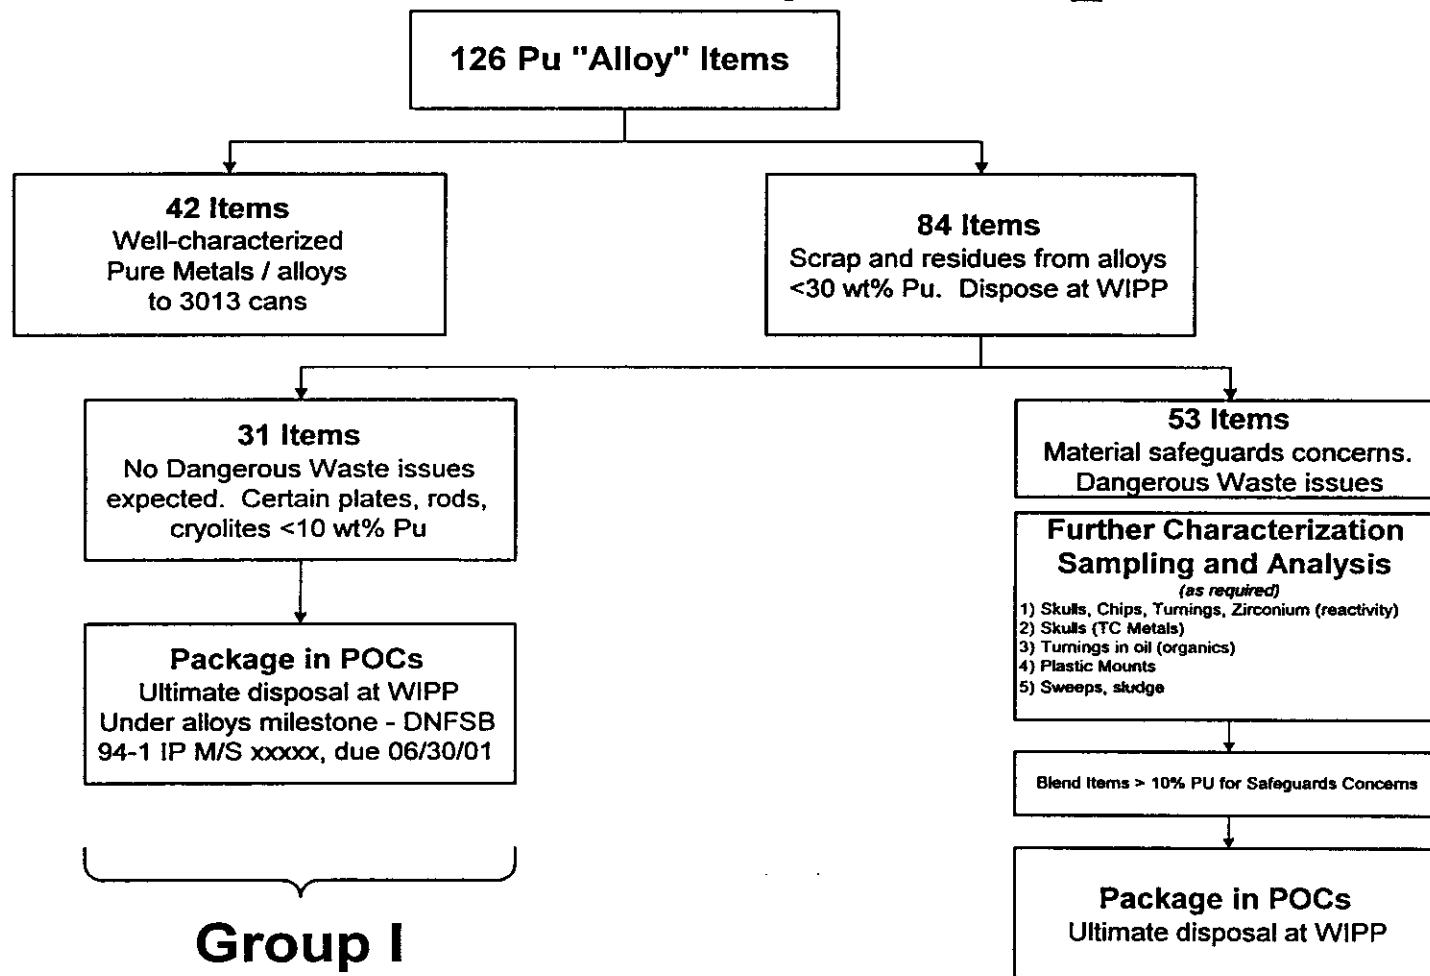 126 Pu "Alloy" Items
42 Items
Well-characterized
Pure Metals / alloys
to 3013 cans
84 Items
Scrap and residues from alloys
<30 wt% Pu.  Dispose at WIPP
31 Items
No Dangerous Waste issues
expected.  Certain plates, rods,
cryolites <10 wt% Pu
Package in POCs
Ultimate disposal at WIPP
Under alloys milestone - DNFSB
94-1 IP M/S xxxxx, due 06/30/01
Group I
53 Items
Material safeguards concerns.
Dangerous Waste issues
Further Characterization
Sampling and Analysis
(as required)
1) Skulls, Chips, Turnings, Zirconium (reactivity)
2) Skulls (TC Metals)
3) Turnings in oil (organics)
4) Plastic Mounts
5) Sweeps, sludge
Blend Items > 10% PU for Safeguards Concerns
Package in POCs
Ultimate disposal at WIPP